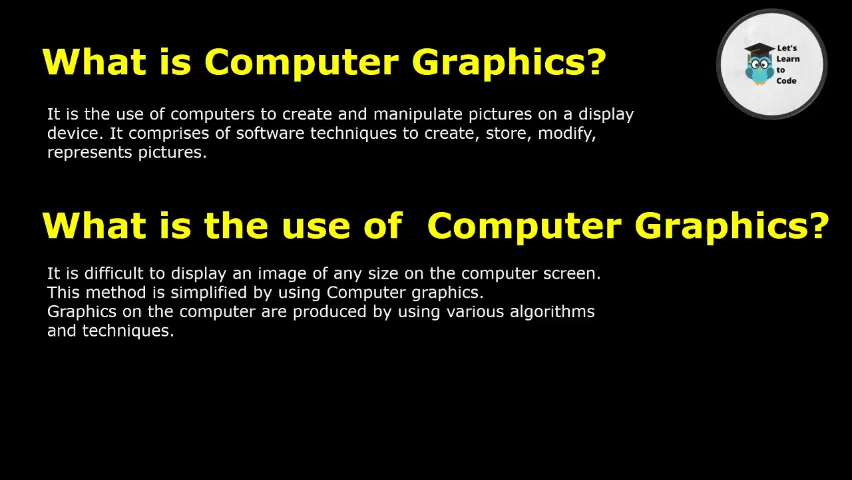 What is Computer Graphics?
Let's
Learn
to
Code
It is the use of computers to create and manipulate pictures on a display
device. It comprises of software techniques to create, store, modify,
represents pictures.
What is the use of Computer Graphics?
It is difficult to display an image of any size on the computer screen.
This method is simplified by using Computer graphics.
Graphics on the computer are produced by using various algorithms
and techniques.